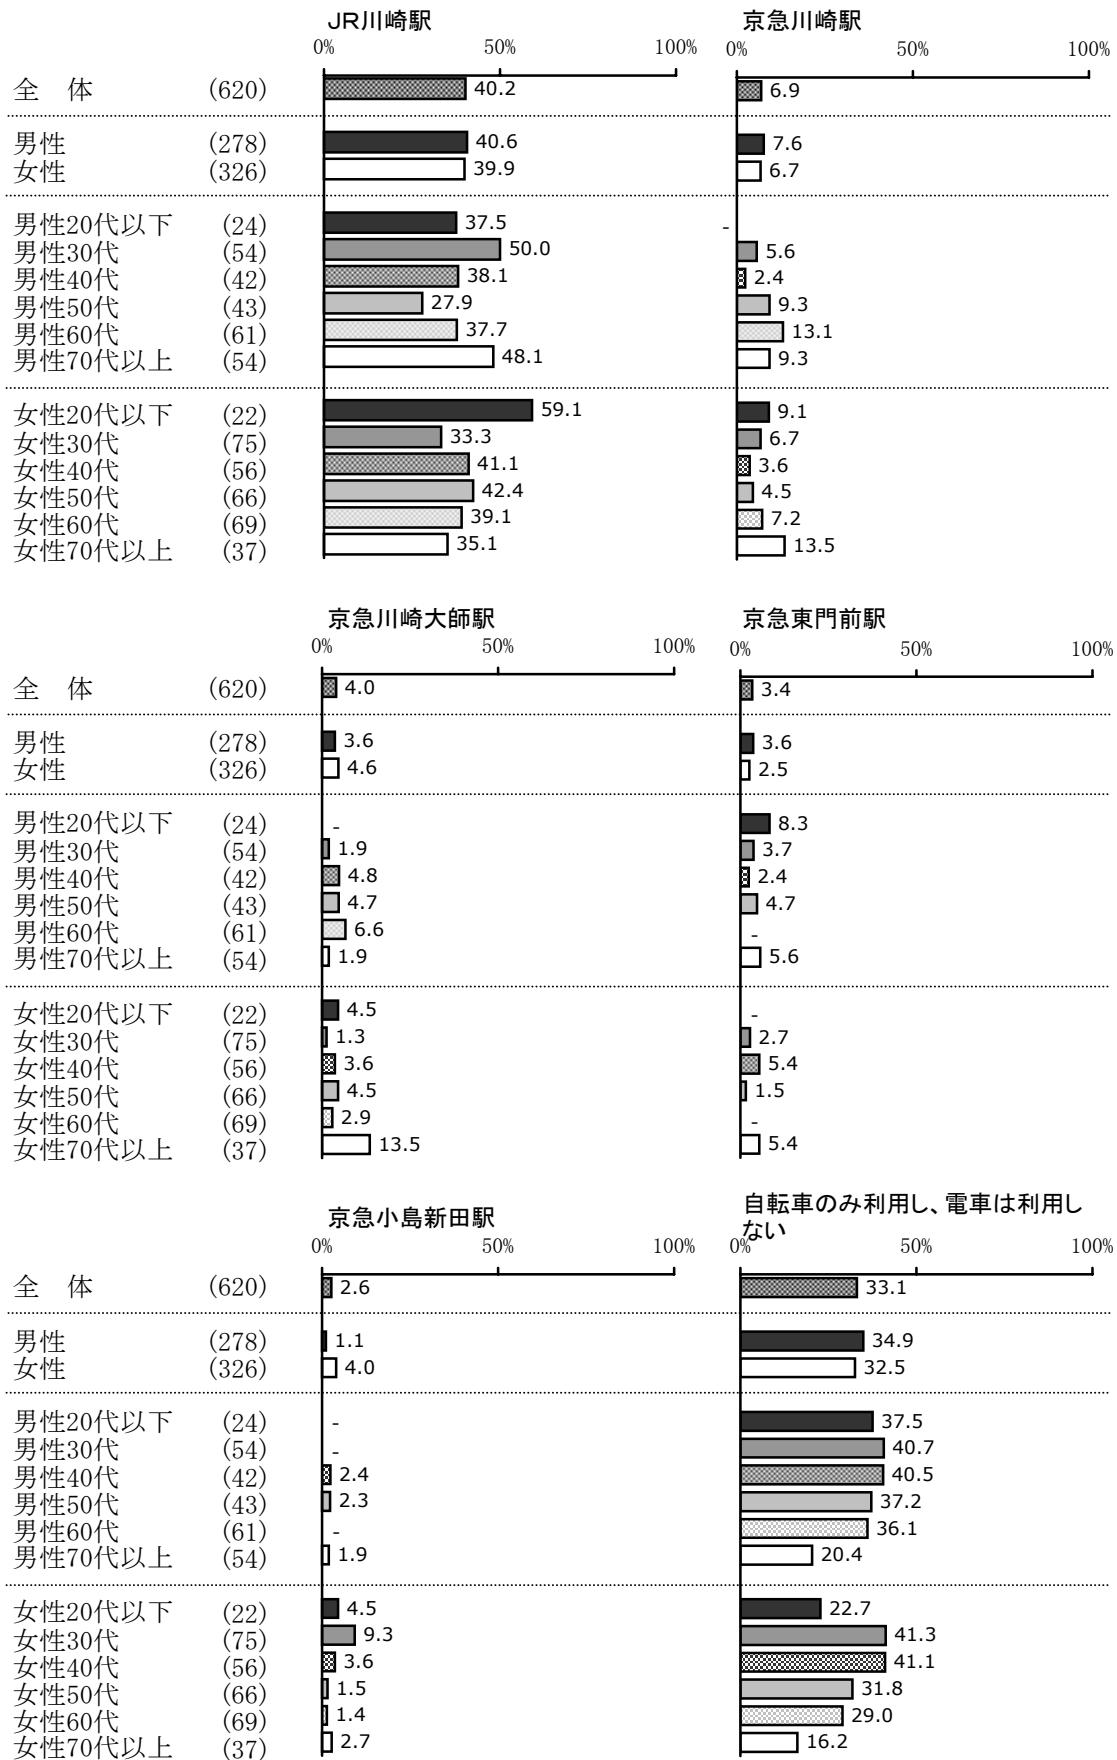 JR川崎駅 京急川崎駅
0% 50% 100% 0% 50% 100%
全 体 (620) 40.2 6.9
男性 (278) 40.6 7.6
女性 (326) 39.9 6.7
男性20代以下 (24) 37.5 -
男性30代 (54) 50.0 5.6
男性40代 (42) 38.1 2.4
男性50代 (43) 27.9 9.3
男性60代 (61) 37.7 13.1
男性70代以上 (54) 48.1 9.3
女性20代以下 (22) 59.1 9.1
女性30代 (75) 33.3 6.7
女性40代 (56) 41.1 3.6
女性50代 (66) 42.4 4.5
女性60代 (69) 39.1 7.2
女性70代以上 (37) 35.1 13.5
京急川崎大師駅 京急東門前駅
0% 50% 100% 0% 50% 100%
全 体 (620) 4.0 3.4
男性 (278) 3.6 3.6
女性 (326) 4.6 2.5
男性20代以下 (24) - 8.3
男性30代 (54) 1.9 3.7
男性40代 (42) 4.8 2.4
男性50代 (43) 4.7 4.7
男性60代 (61) 6.6 -
男性70代以上 (54) 1.9 5.6
女性20代以下 (22) 4.5 -
女性30代 (75) 1.3 2.7
女性40代 (56) 3.6 5.4
女性50代 (66) 4.5 1.5
女性60代 (69) 2.9 -
女性70代以上 (37) 13.5 5.4
京急小島新田駅 自転車のみ利用し、電車は利用し
ない
0% 50% 100% 0% 50% 100%
全 体 (620) 2.6 33.1
男性 (278) 1.1 34.9
女性 (326) 4.0 32.5
男性20代以下 (24) - 37.5
男性30代 (54) - 40.7
男性40代 (42) 2.4 40.5
男性50代 (43) 2.3 37.2
男性60代 (61) - 36.1
男性70代以上 (54) 1.9 20.4
女性20代以下 (22) 4.5 22.7
女性30代 (75) 9.3 41.3
女性40代 (56) 3.6 41.1
女性50代 (66) 1.5 31.8
女性60代 (69) 1.4 29.0
女性70代以上 (37) 2.7 16.2